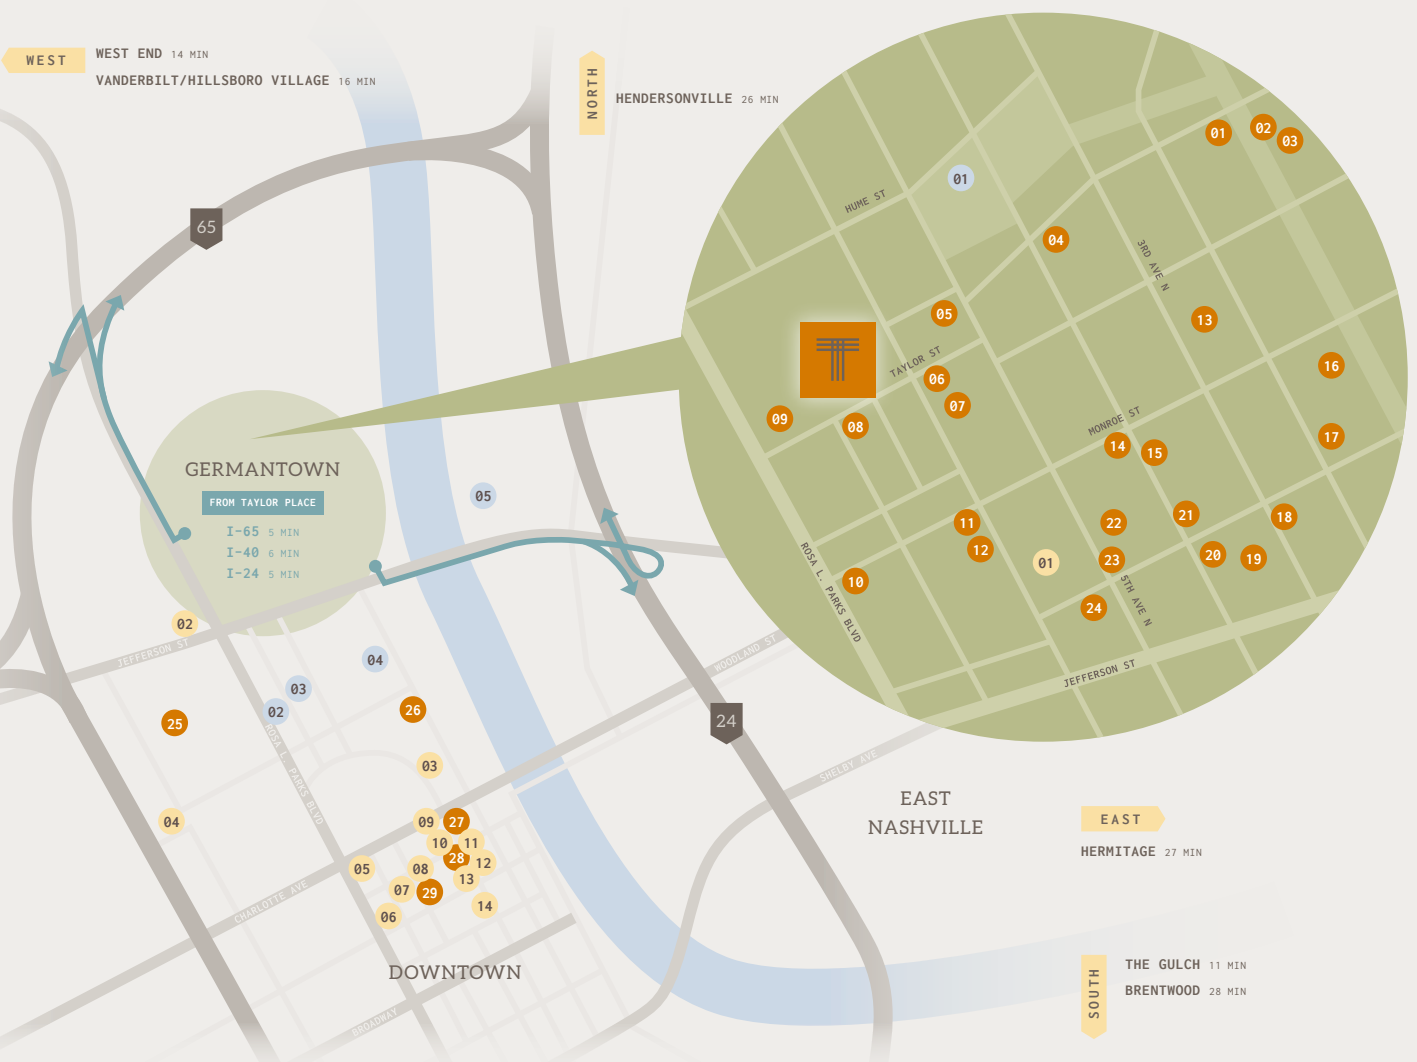 WEST
WEST END 14 MIN
VANDERBILT/HILLSBORO VILLAGE 16 MIN
NORTH
HENDERSONVILLE 26 MIN
65
GERMANTOWN
FROM TAYLOR PLACE
I-65 5 MIN
I-40 6 MIN
I-24 5 MIN
01
02
03
01
HUME ST
04
3RD AVE N
05
13
TAYLOR ST
16
06
07
09
08
MONROE ST
14
15
17
11
12
22
21
18
01
23
20
19
10
ROSA L. PARKS BLVD
24
5TH AVE N
JEFFERSON ST
05
02
JEFFERSON ST
04
03
02
25
26
WOODLAND ST
24
ROSA L. PARKS BLVD
03
SHELBY AVE
04
09
27
10
11
28
12
05
08
13
07
29
14
06
CHARLOTTE AVE
DOWNTOWN
BROADWAY
EAST
NASHVILLE
EAST
HERMITAGE 27 MIN
SOUTH
THE GULCH 11 MIN
BRENTWOOD 28 MIN